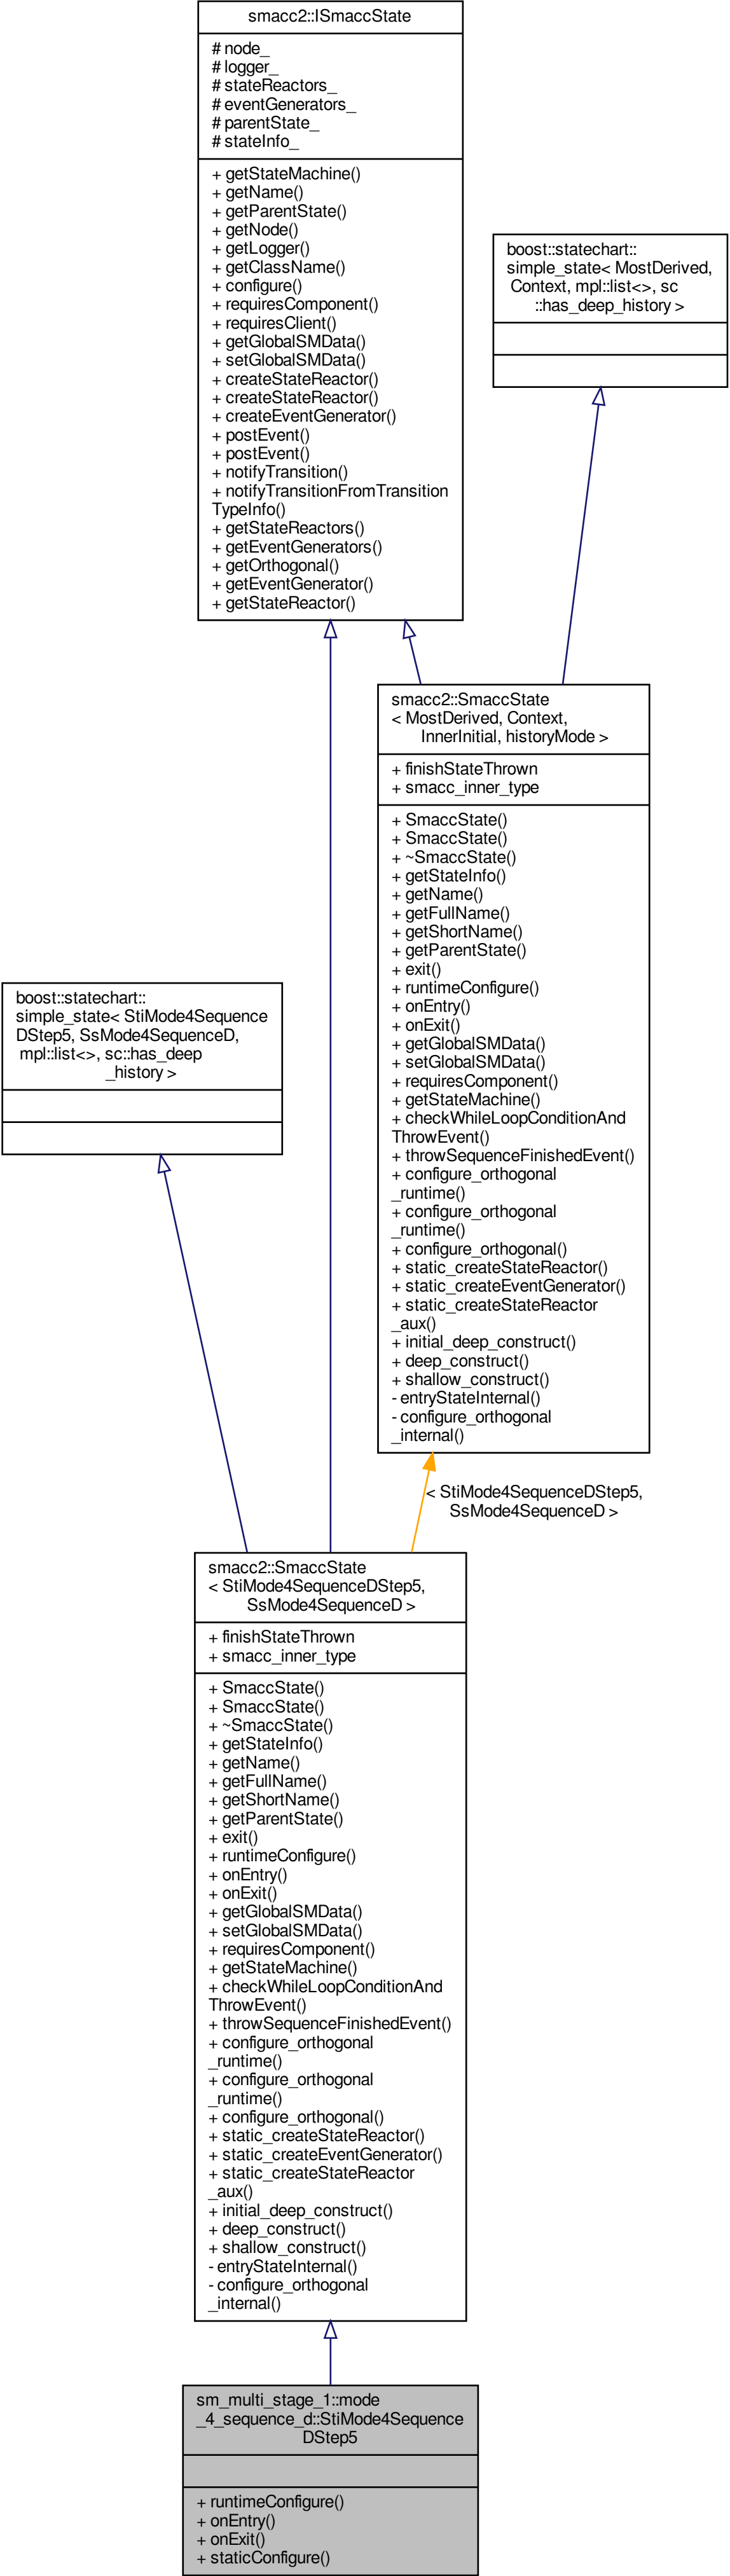 smacc2::ISmaccState
# node_
# logger_
# stateReactors_
# eventGenerators_
# parentState_
# stateInfo_
+ getStateMachine()
+ getName()
+ getParentState()
+ getNode()
+ getLogger()
+ getClassName()
+ configure()
+ requiresComponent()
+ requiresClient()
+ getGlobalSMData()
+ setGlobalSMData()
+ createStateReactor()
+ createStateReactor()
+ createEventGenerator()
+ postEvent()
+ postEvent()
+ notifyTransition()
+ notifyTransitionFromTransition
TypeInfo()
+ getStateReactors()
+ getEventGenerators()
+ getOrthogonal()
+ getEventGenerator()
+ getStateReactor()
boost::statechart::
simple_state< MostDerived,
Context, mpl::list<>, sc
::has_deep_history >
smacc2::SmaccState
< MostDerived, Context,
InnerInitial, historyMode >
+ finishStateThrown
+ smacc_inner_type
+ SmaccState()
+ SmaccState()
+ ~SmaccState()
+ getStateInfo()
+ getName()
+ getFullName()
+ getShortName()
+ getParentState()
+ exit()
+ runtimeConfigure()
+ onEntry()
+ onExit()
+ getGlobalSMData()
+ setGlobalSMData()
+ requiresComponent()
+ getStateMachine()
+ checkWhileLoopConditionAnd
ThrowEvent()
+ throwSequenceFinishedEvent()
+ configure_orthogonal
_runtime()
+ configure_orthogonal
_runtime()
+ configure_orthogonal()
+ static_createStateReactor()
+ static_createEventGenerator()
+ static_createStateReactor
_aux()
+ initial_deep_construct()
+ deep_construct()
+ shallow_construct()
- entryStateInternal()
- configure_orthogonal
_internal()
boost::statechart::
simple_state< StiMode4Sequence
DStep5, SsMode4SequenceD,
mpl::list<>, sc::has_deep
_history >
< StiMode4SequenceDStep5,
SsMode4SequenceD >
smacc2::SmaccState
< StiMode4SequenceDStep5,
SsMode4SequenceD >
+ finishStateThrown
+ smacc_inner_type
+ SmaccState()
+ SmaccState()
+ ~SmaccState()
+ getStateInfo()
+ getName()
+ getFullName()
+ getShortName()
+ getParentState()
+ exit()
+ runtimeConfigure()
+ onEntry()
+ onExit()
+ getGlobalSMData()
+ setGlobalSMData()
+ requiresComponent()
+ getStateMachine()
+ checkWhileLoopConditionAnd
ThrowEvent()
+ throwSequenceFinishedEvent()
+ configure_orthogonal
_runtime()
+ configure_orthogonal
_runtime()
+ configure_orthogonal()
+ static_createStateReactor()
+ static_createEventGenerator()
+ static_createStateReactor
_aux()
+ initial_deep_construct()
+ deep_construct()
+ shallow_construct()
- entryStateInternal()
- configure_orthogonal
_internal()
sm_multi_stage_1::mode
_4_sequence_d::StiMode4Sequence
DStep5
+ runtimeConfigure()
+ onEntry()
+ onExit()
+ staticConfigure()